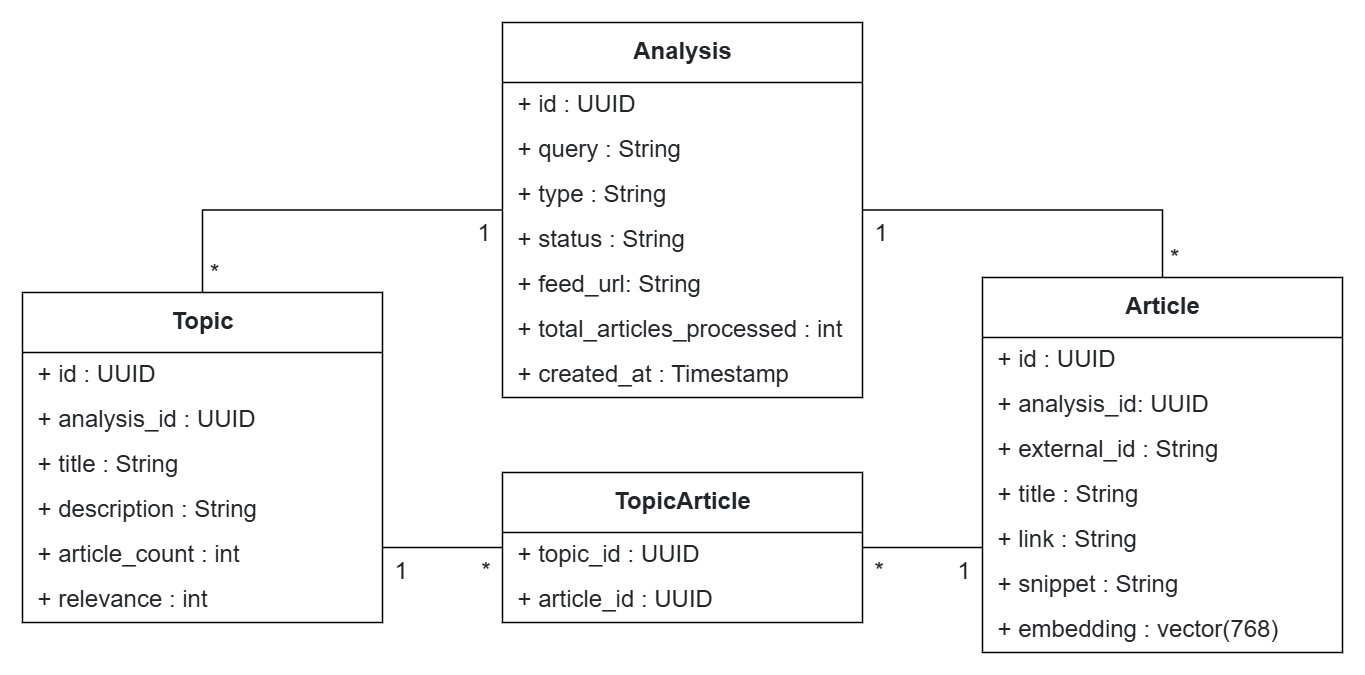 Analysis
+ id : UUID
+ query : String
+ type : String
+ status : String
+ feed_url: String
+ total_articles_processed : int
+ created_at : Timestamp
1
*
1
*
Topic
+ id : UUID
+ analysis_id : UUID
+ title : String
+ description : String
+ article_count : int
+ relevance : int
1
*
TopicArticle
+ topic_id : UUID
+ article_id : UUID
*
1
Article
+ id : UUID
+ analysis_id: UUID
+ external_id : String
+ title : String
+ link : String
+ snippet : String
+ embedding : vector(768)